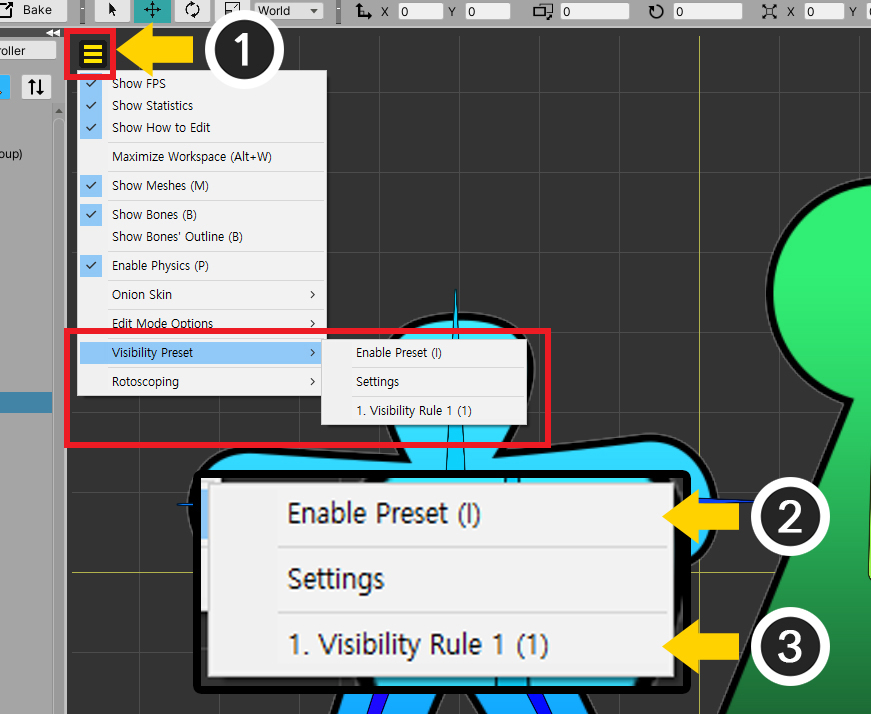 Bake
World
X 0 Y 0
0
0
X 0 Y
oller
1
Show FPS
Show Statistics
Show How to Edit
oup)
Maximize Workspace (Alt+W)
Show Meshes (M)
Show Bones (B)
Show Bones' Outline (B)
Enable Physics (P)
Onion Skin
Edit Mode Options
Visibility Preset
Enable Preset (I)
Rotoscoping
Settings
1. Visibility Rule 1 (1)
Enable Preset (I)
2
Settings
1. Visibility Rule 1 (1)
3